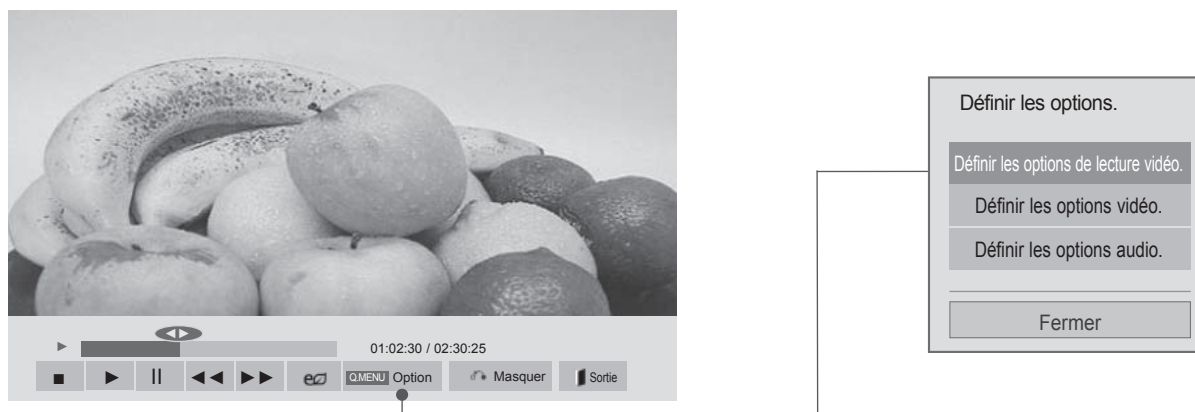 01:02:30 / 02:30:25
Q.MENU Option
Masquer
Sortie
Définir les options.
Définir les options de lecture vidéo.
Définir les options vidéo.
Définir les options audio.
Fermer